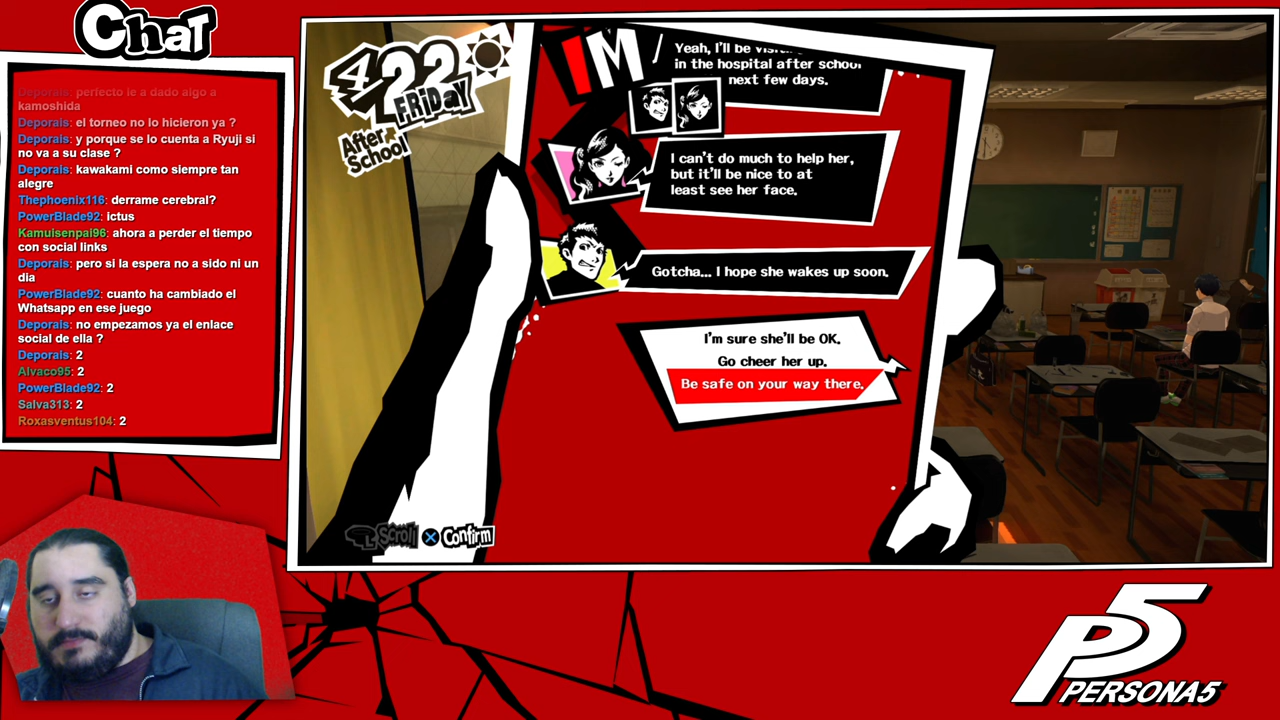 Chat
Deporais: perfecto le a dado algo a
kamoshida
Deporais: el torneo no lo hicieron ya ?
Deporais: y porque se lo cuenta a Ryuji si
no va a su clase ?
Deporais: kawakami como siempre tan
alegre
Thephoenix116: derrame cerebral?
PowerBlade92: ictus
Kamuisenpai96: ahora a perder el tiempo
con social links
Deporais: pero si la espera no a sido ni un
dia
PowerBlade92: cuanto ha cambiado el
Whatsapp en ese juego
Deporais: no empezamos ya el enlace
social de ella ?
Deporais: 2
Alvaco95: 2
PowerBlade92: 2
Salva313: 2
Roxasventus104: 2
4/22
FRiDaY
After
School
IM
Yeah, I'll be
in the hospital after school
next few days.
I can't do much to help her,
but it'll be nice to at
least see her face.
Gotcha... I hope she wakes up soon.
I'm sure she'll be OK.
Go cheer her up.
Be safe on your way there.
L Scroll
Confirm
P5
PERSONA5